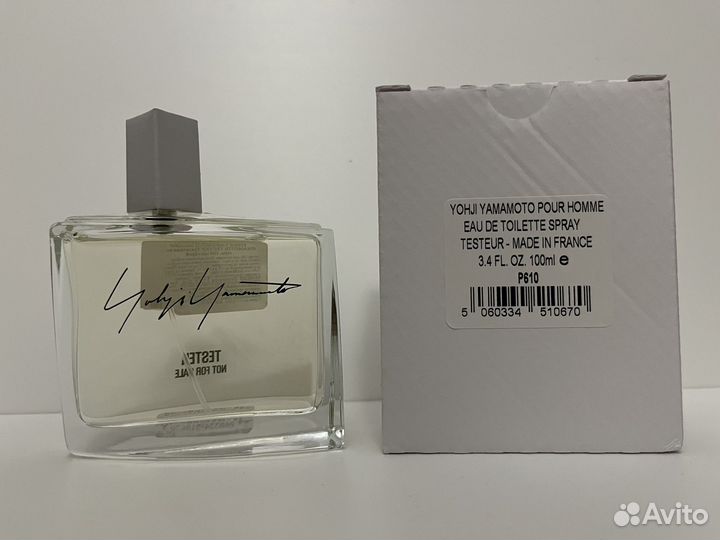 Yohji Yamamoto
TESTER
NOT FOR SALE
YOHJI YAMAMOTO POUR HOMME
EAU DE TOILETTE SPRAY
TESTEUR - MADE IN FRANCE
3.4 FL. OZ. 100ml e
P610
5 060334 510670
Avito